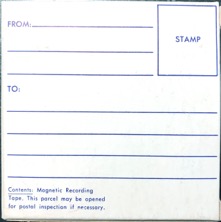 FROM:
STAMP
TO:
Contents: Magnetic Recording
Tape. This parcel may be opened
for postal inspection if necessary.